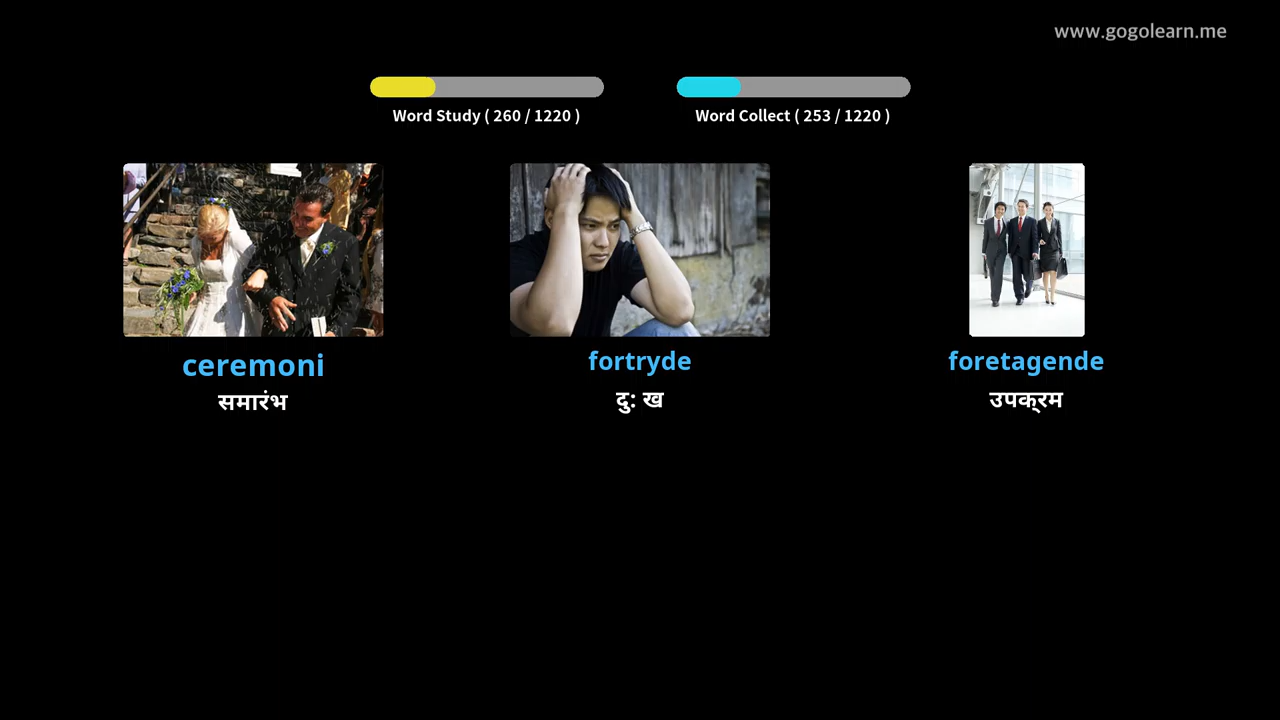 www.gogolearn.me
Word Study ( 260 / 1220 )
Word Collect ( 253 / 1220 )
ceremoni
समारंभ
fortryde
दु: ख
foretagende
उपक्रम